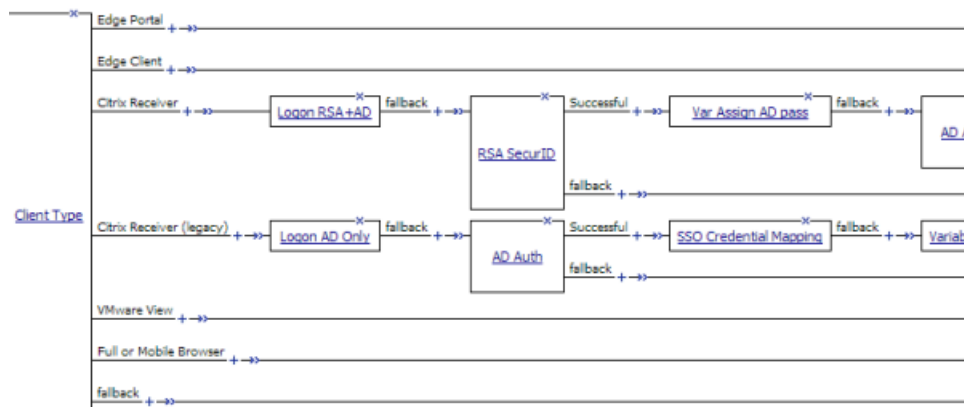 Edge Portal
Edge Client
Citrix Receiver
Logon RSA+AD
fallback
RSA SecurID
Successful
Var Assign AD pass
fallback
AD
fallback
Client Type
Citrix Receiver (legacy)
Logon AD Only
fallback
AD Auth
Successful
SSO Credential Mapping
fallback
Variab
fallback
VMware View
Full or Mobile Browser
fallback